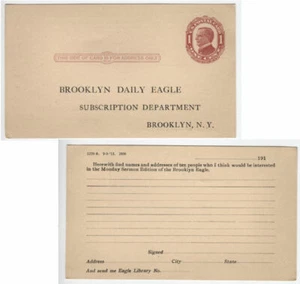 THIS SIDE OF CARD IS FOR ADDRESS ONLY
BROOKLYN DAILY EAGLE
SUBSCRIPTION DEPARTMENT
BROOKLYN, N. Y.
191
Herewith find names and addresses of ten people who I think would be interested
in the Monday Sermon Edition of the Brooklyn Eagle.
Signed
Address City State
And send me Eagle Library No.